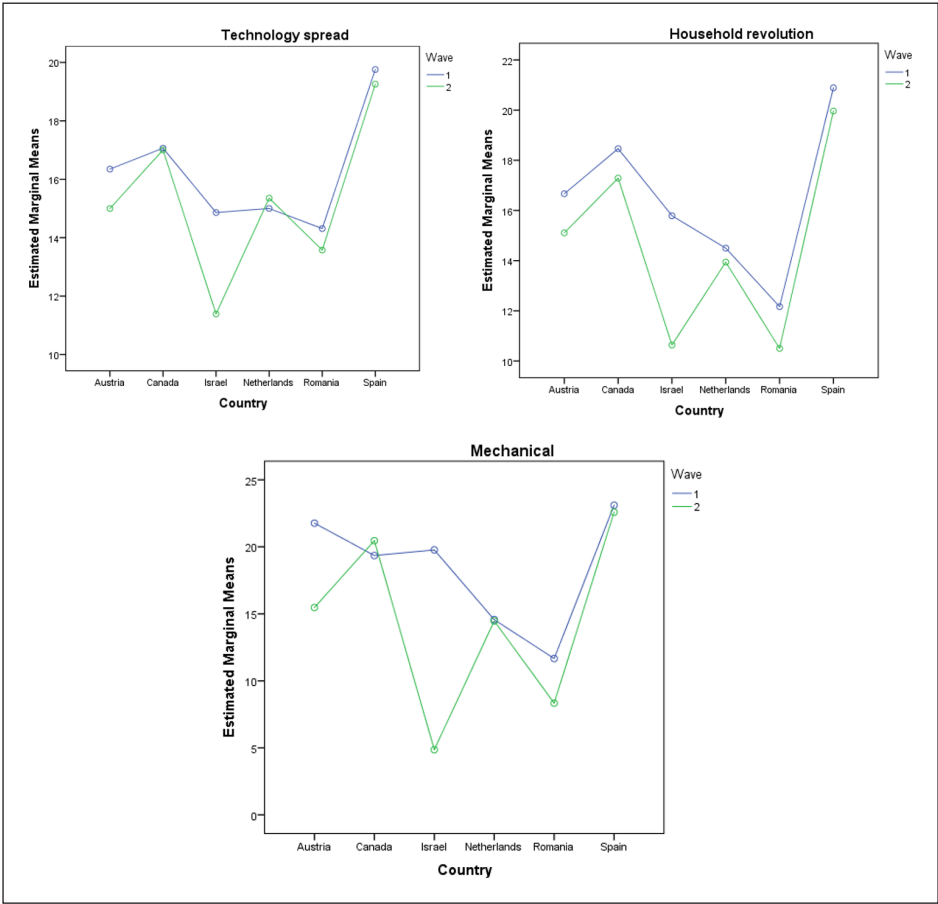 Technology spread
Wave
1
2
Estimated Marginal Means
20
18
16
14
12
10
Austria Canada Israel Netherlands Romania Spain
Country
Household revolution
Wave
1
2
Estimated Marginal Means
22
20
18
16
14
12
10
Austria Canada Israel Netherlands Romania Spain
Country
Mechanical
Wave
1
2
Estimated Marginal Means
25
20
15
10
5
0
Austria Canada Israel Netherlands Romania Spain
Country